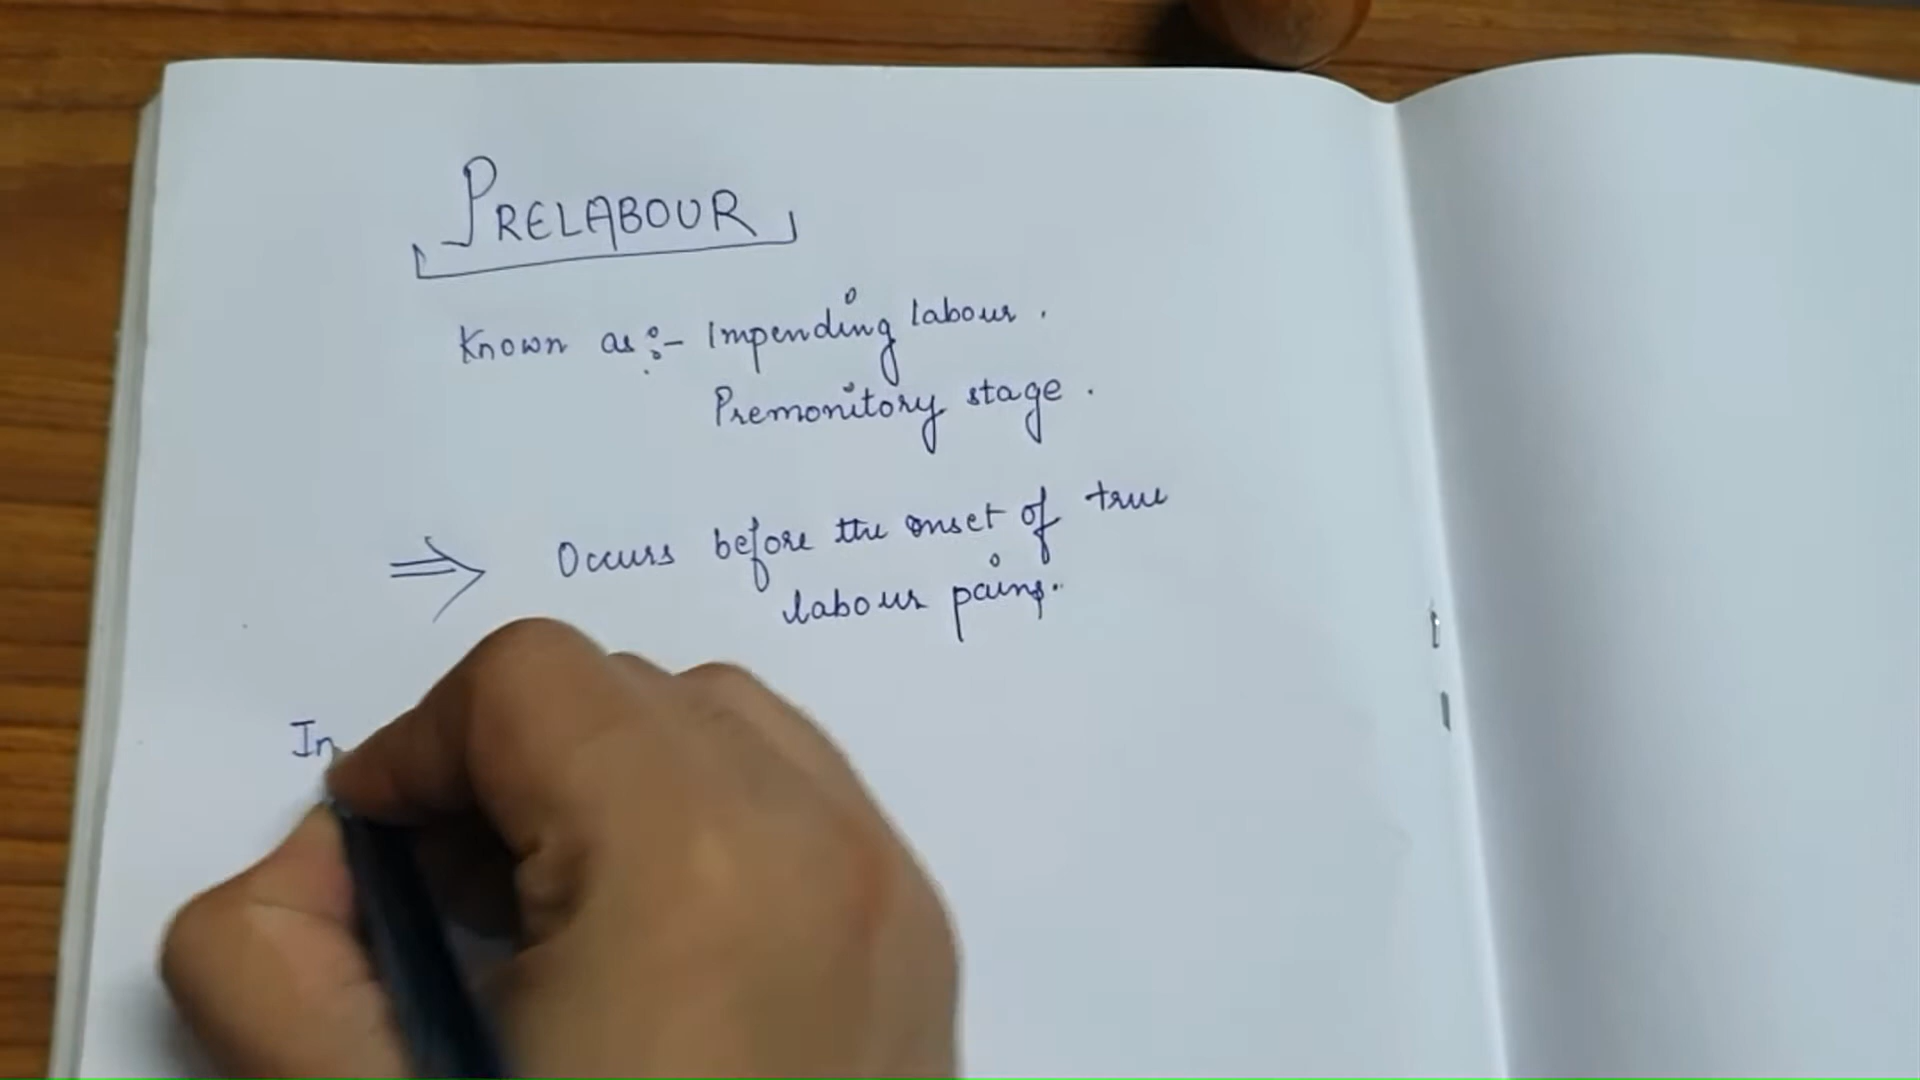 PRELABOUR
Known as :- Impending labour.
Premonitory stage.
⇒ Occurs before the onset of true
labour pains.
In